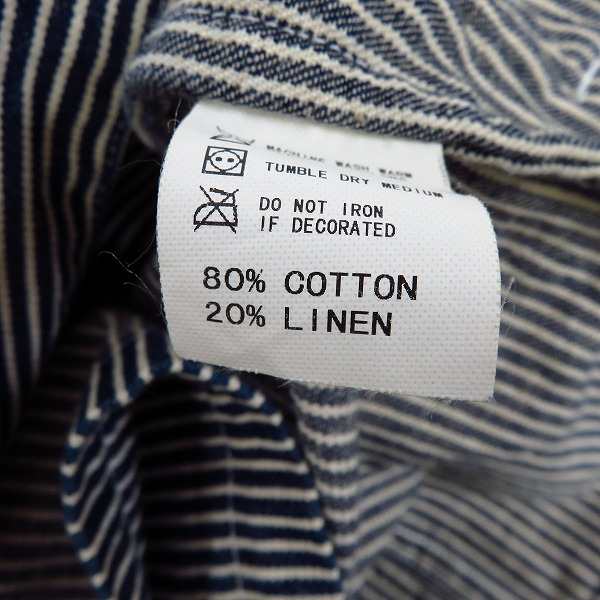 MACHINE WASH WARM
TUMBLE DRY MEDIUM
DO NOT IRON
IF DECORATED
80% COTTON
20% LINEN